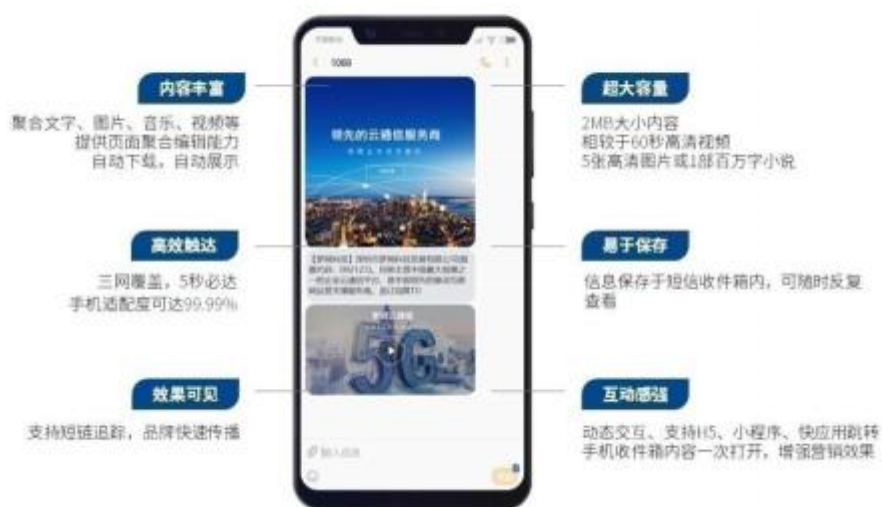 1069
内容丰富
聚合文字、图片、音乐、视频等
提供页面聚合编辑能力
自动下载，自动展示
高效触达
三网覆盖，5秒必达
手机适配度可达99.99%
效果可见
支持短链追踪，品牌快速传播
领先的云通信服务商
5G
输入信息
超大容量
2MB大小内容
相较于60秒高清视频
5张高清图片或1部百万字小说
易于保存
信息保存于短信收件箱内，可随时反复
查看
互动感强
动态交互、支持H5、小程序、快应用跳转
手机收件箱内容一次打开，增强营销效果